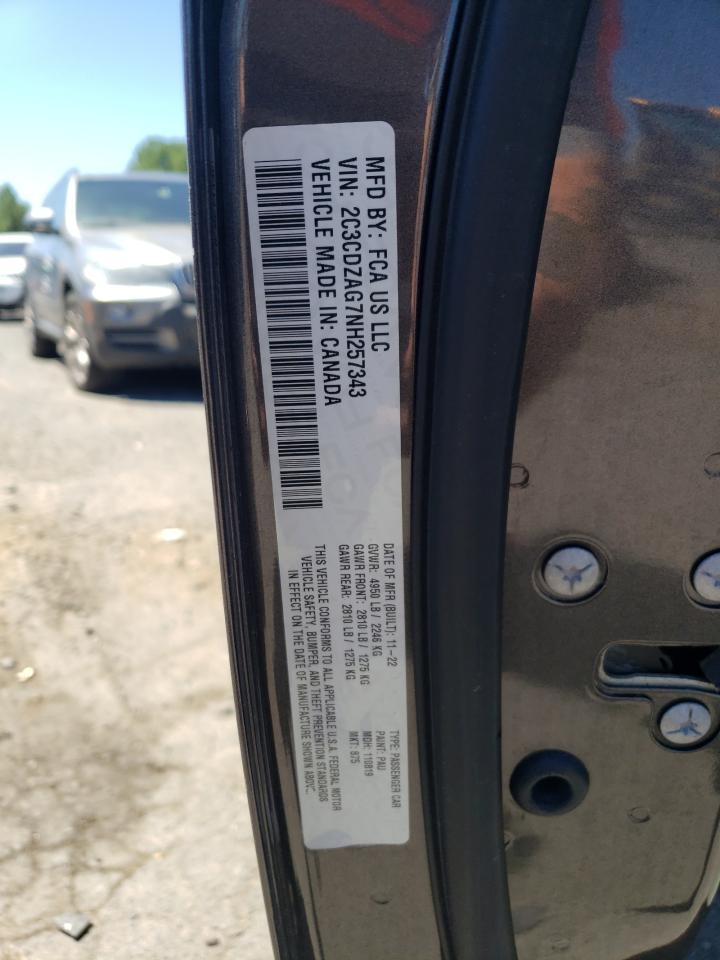 MFD BY: FCA US LLC
VIN: 2C3CDZAG7NH257343
VEHICLE MADE IN: CANADA
DATE OF MFR (BUILT): 11-22
GVWR: 4950 LB / 2246 KG
GAWR FRONT: 2810 LB / 1275 KG
GAWR REAR: 2810 LB / 1275 KG
TYPE: PASSENGER CAR
PAINT: PAU
MDH: 110819
MKT: 875
THIS VEHICLE CONFORMS TO ALL APPLICABLE U.S.A. FEDERAL MOTOR
VEHICLE SAFETY, BUMPER, AND THEFT PREVENTION STANDARDS
IN EFFECT ON THE DATE OF MANUFACTURE SHOWN ABOVE.